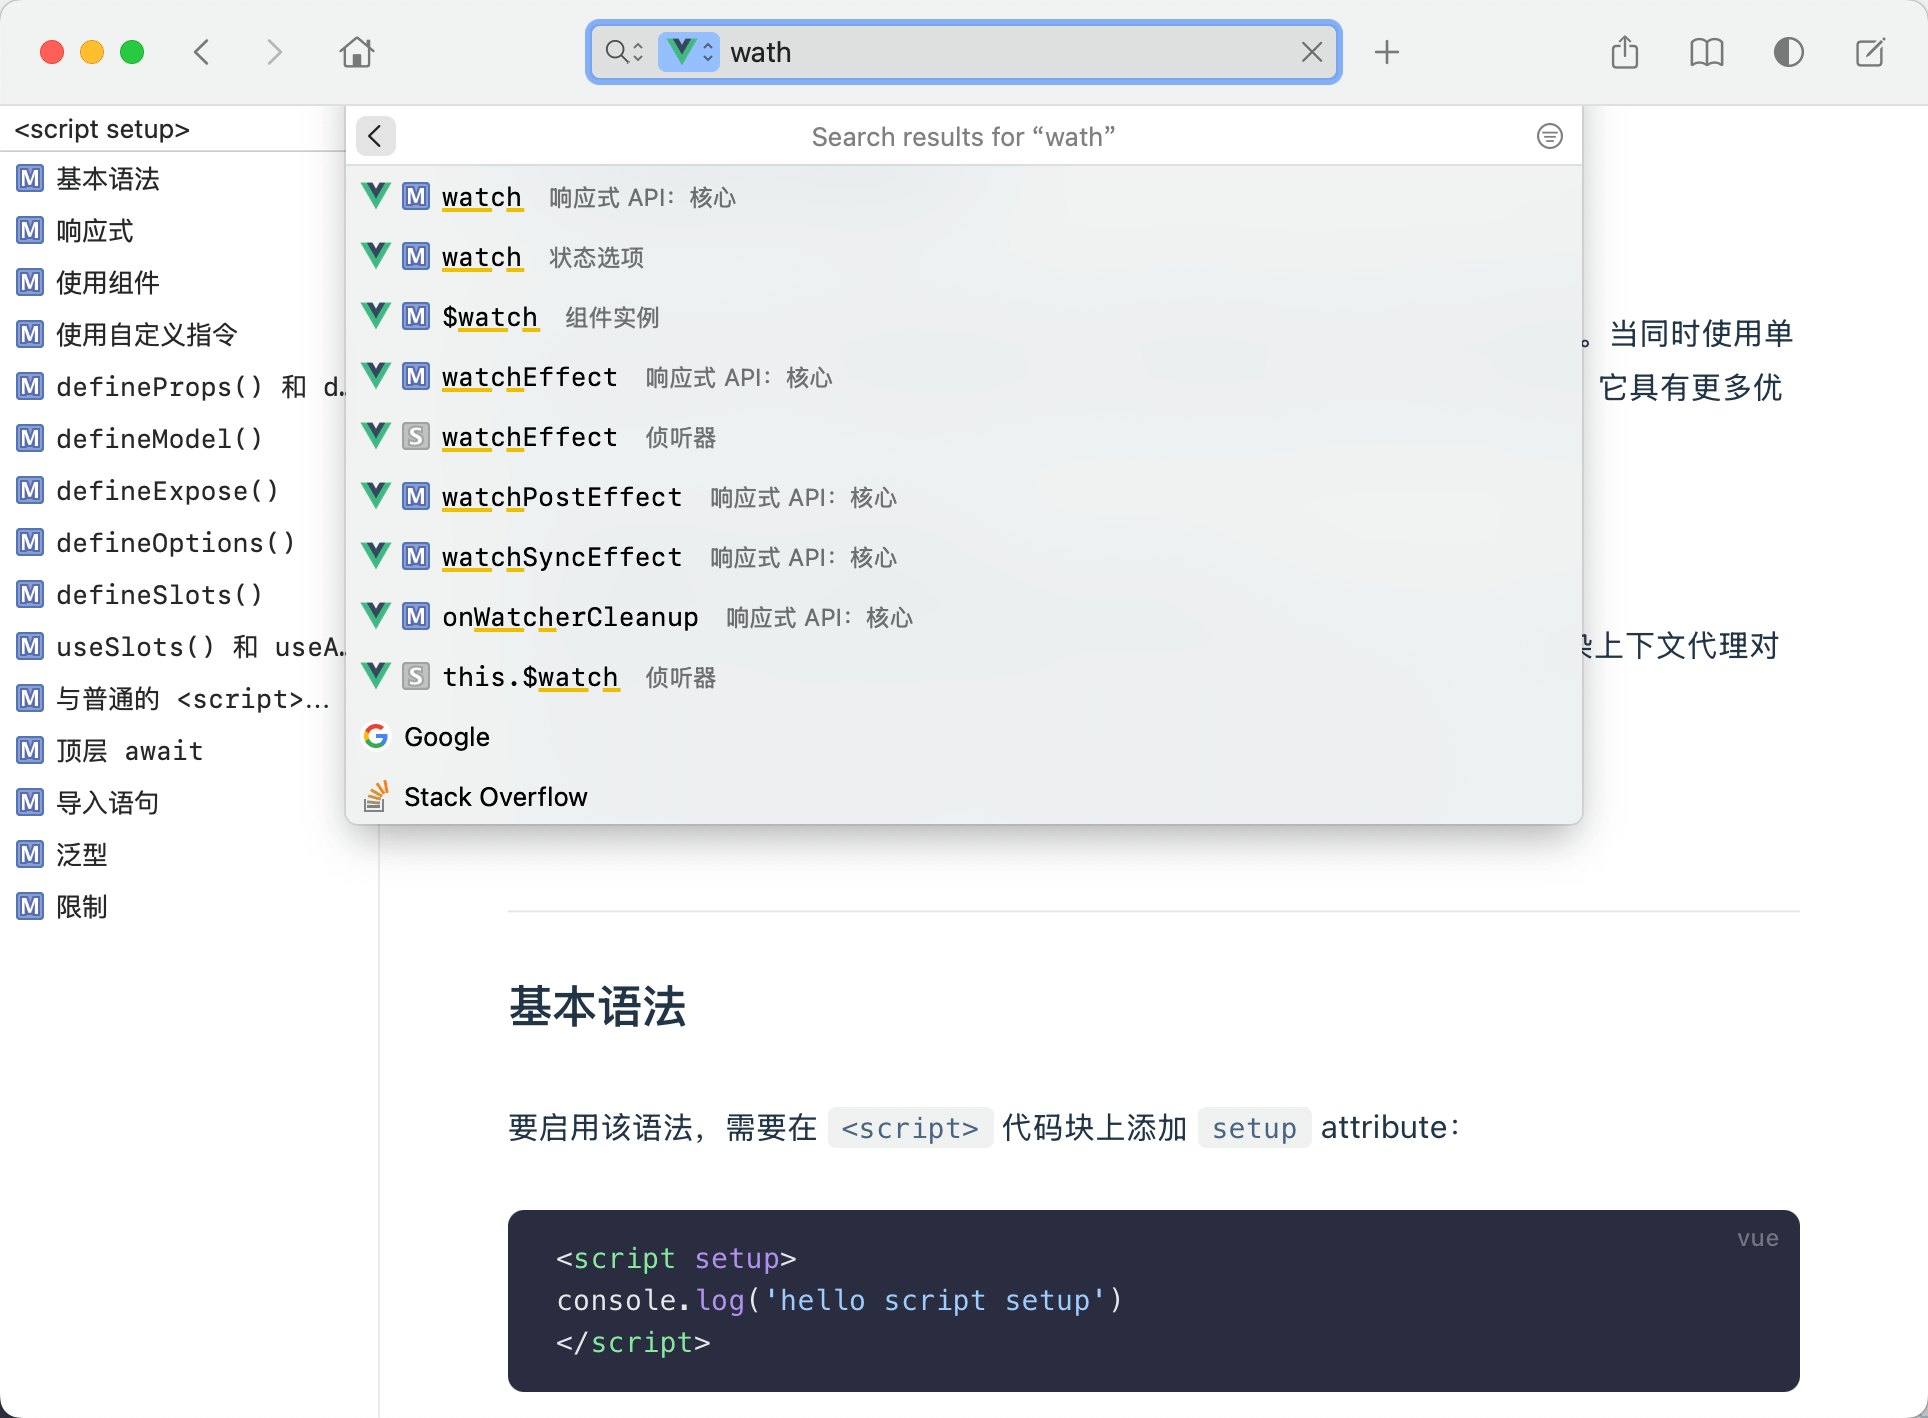 wath
<script setup>
基本语法
响应式
使用组件
使用自定义指令
defineProps() 和 d…
defineModel()
defineExpose()
defineOptions()
defineSlots()
useSlots() 和 useA…
与普通的 <script>…
顶层 await
导入语句
泛型
限制
Search results for “wath”
M watch 响应式 API：核心
M watch 状态选项
M $watch 组件实例
M watchEffect 响应式 API：核心
S watchEffect 侦听器
M watchPostEffect 响应式 API：核心
M watchSyncEffect 响应式 API：核心
M onWatcherCleanup 响应式 API：核心
S this.$watch 侦听器
Google
Stack Overflow
。当同时使用单
它具有更多优
上下文代理对
基本语法
要启用该语法，需要在 <script> 代码块上添加 setup attribute：
vue
<script setup>
console.log('hello script setup')
</script>